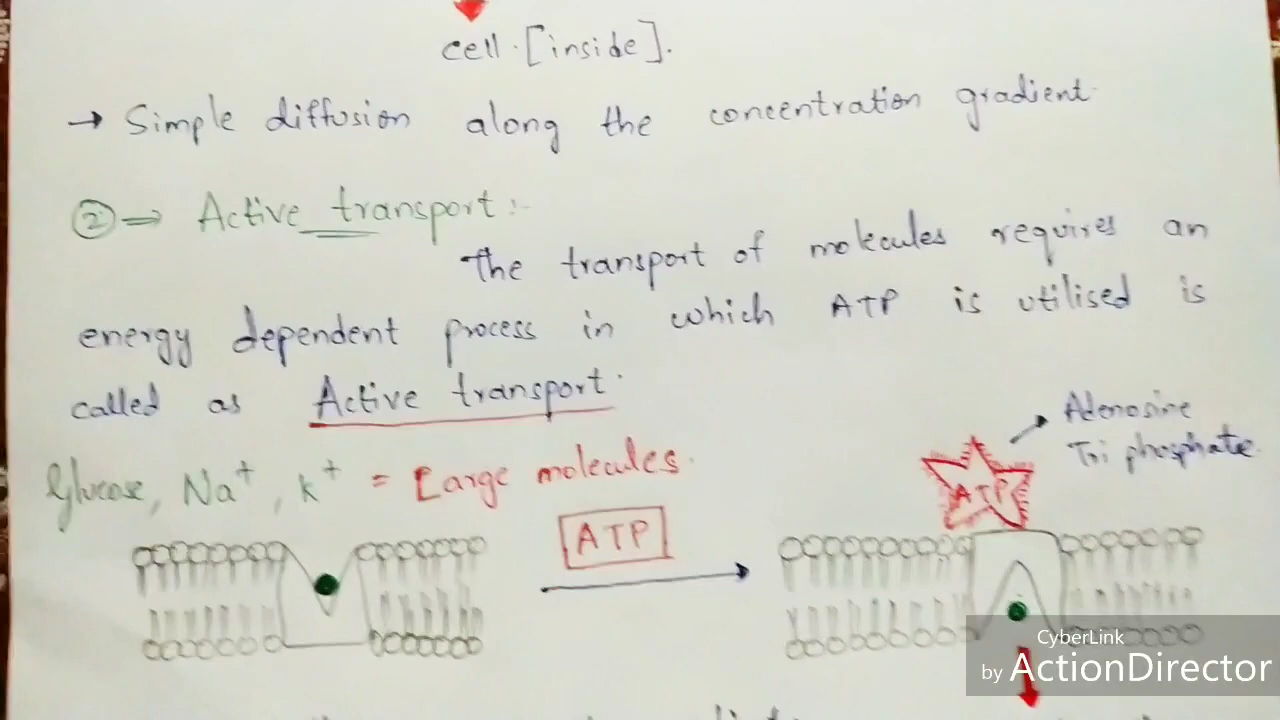 cell. [inside].
→ Simple diffusion along the concentration gradient.
② → Active transport :-
The transport of molecules requires an
energy dependent process in which ATP is utilised is
called as Active transport.
Adenosine
Tri phosphate
Glucose, Na+, K+ = Large molecules.
ATP
ATP
CyberLink
by ActionDirector